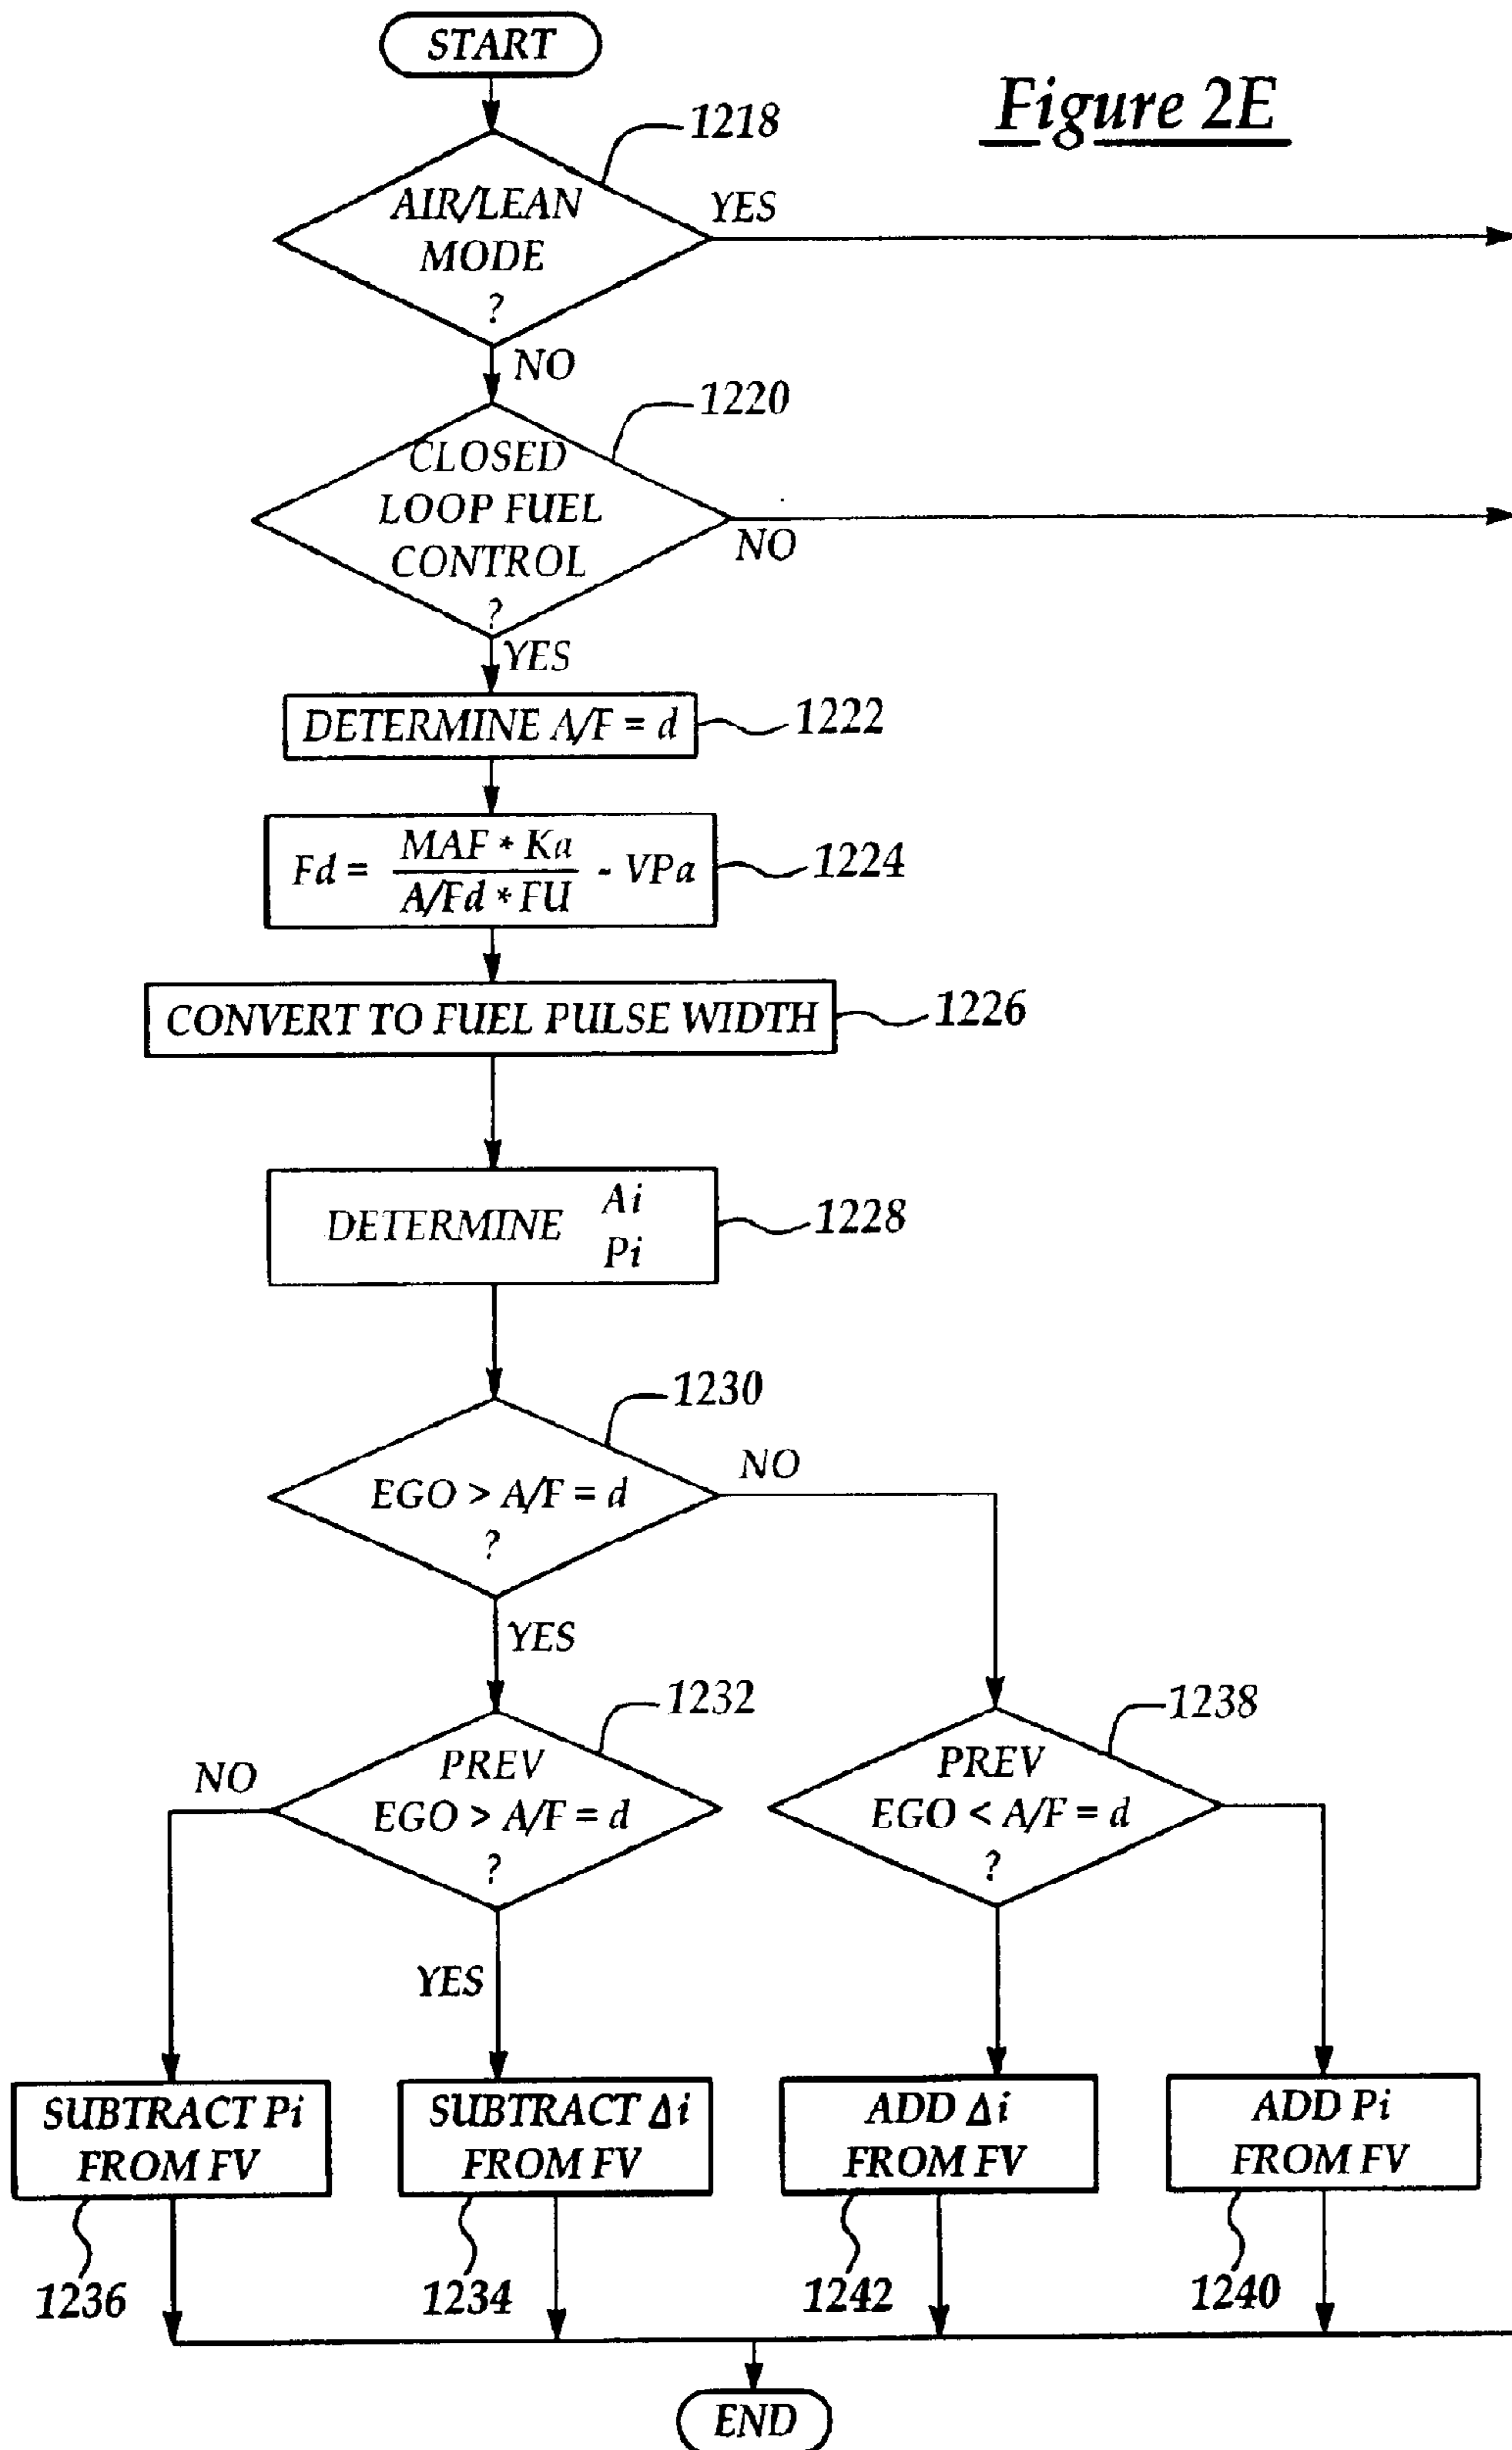 START
Figure 2E
1218
AIR/LEAN
MODE
?
YES
NO
1220
CLOSED
LOOP FUEL
CONTROL
?
NO
YES
DETERMINE A/F = d
1222
Fd = MAF * Ka
A/Fd * FU
- VPa
1224
CONVERT TO FUEL PULSE WIDTH
1226
DETERMINE
Ai
Pi
1228
1230
EGO > A/F = d
?
NO
YES
1232
PREV
EGO > A/F = d
?
NO
YES
1238
PREV
EGO < A/F = d
?
SUBTRACT Pi
FROM FV
SUBTRACT Δi
FROM FV
ADD Δi
FROM FV
ADD Pi
FROM FV
1236
1234
1242
1240
END